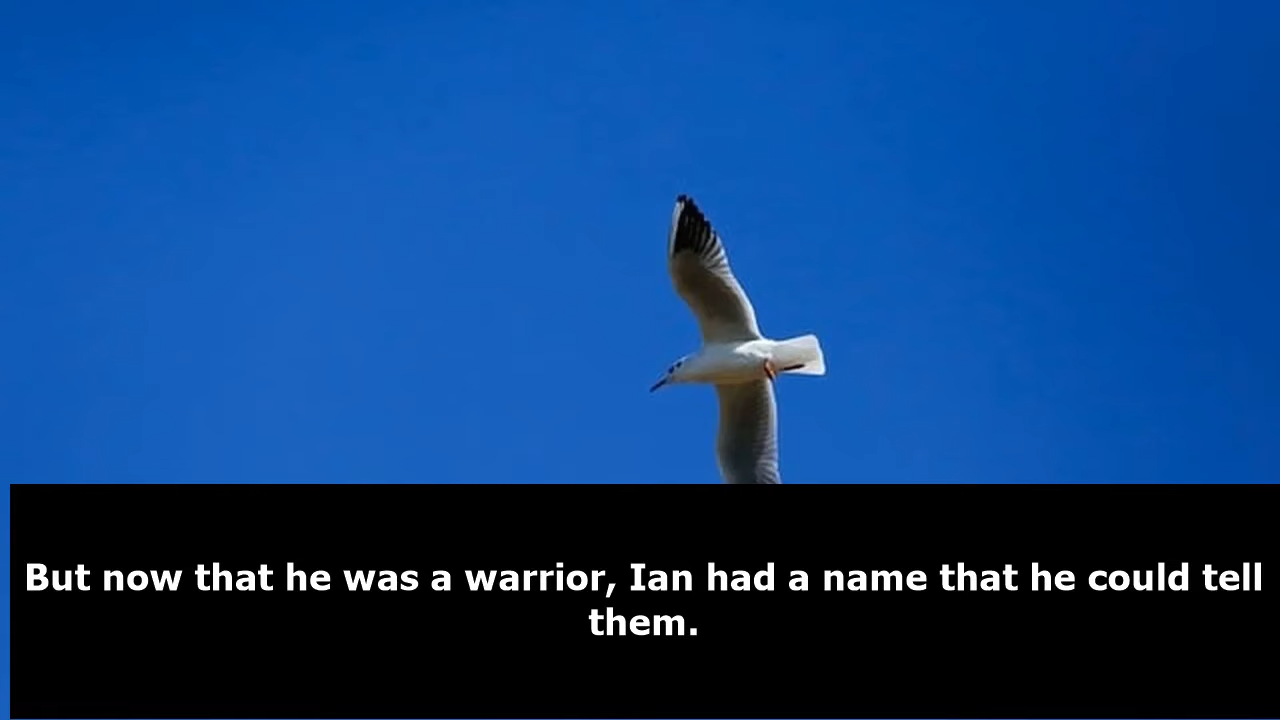 But now that he was a warrior, Ian had a name that he could tell
them.